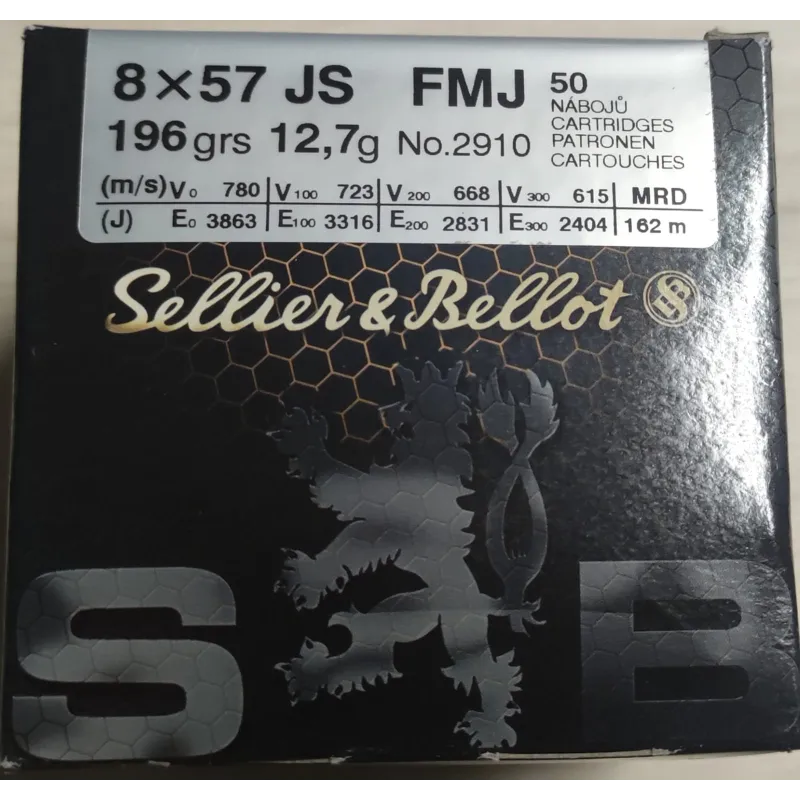 8×57 JS FMJ 50
NÁBOJŮ
CARTRIDGES
PATRONEN
CARTOUCHES
196 grs 12,7g No.2910
(m/s) V0 780 | V100 723 | V200 668 | V300 615 | MRD
(J) E0 3863 | E100 3316 | E200 2831 | E300 2404 | 162 m
Sellier & Bellot SB
S B